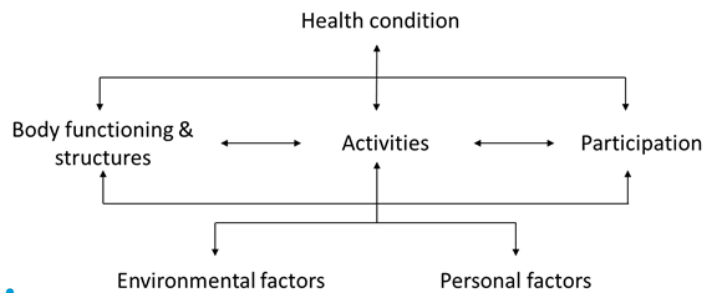 Health condition
Body functioning &
structures
Activities
Participation
Environmental factors
Personal factors